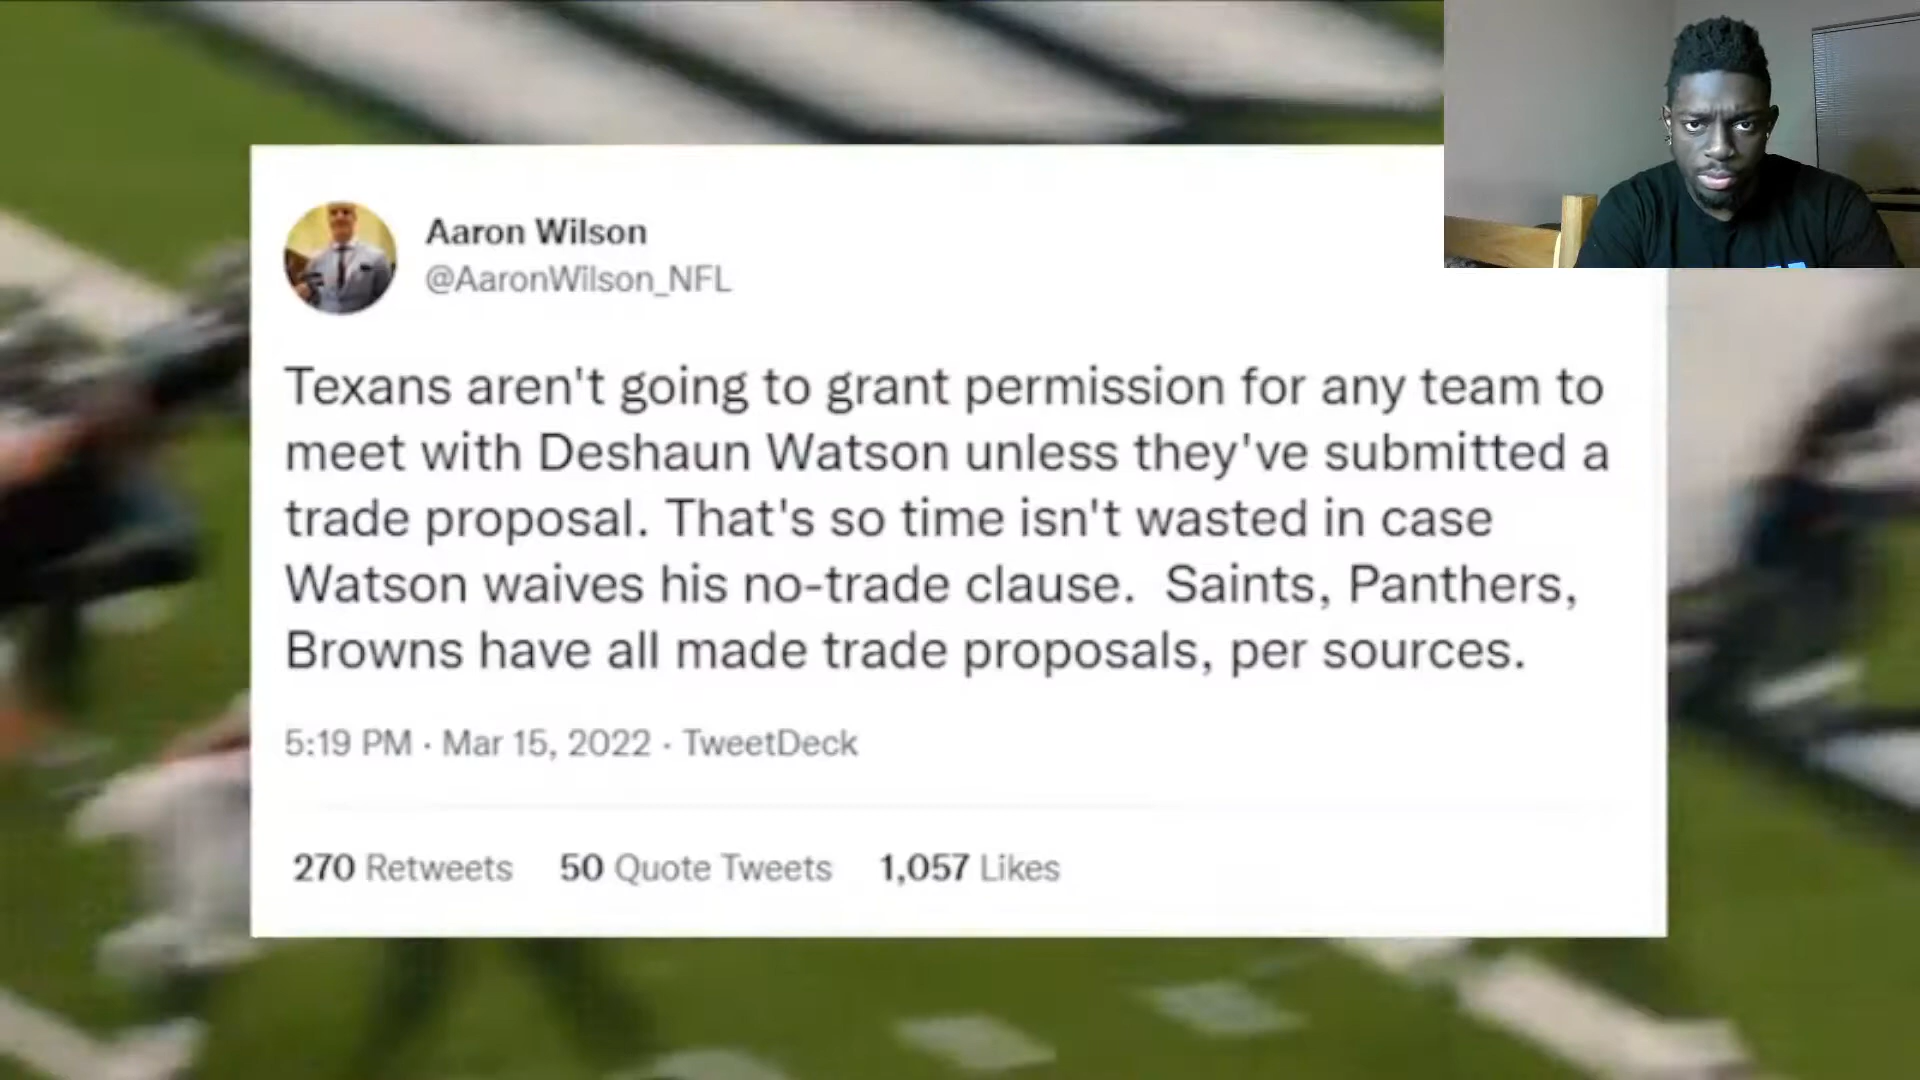 Aaron Wilson
@AaronWilson_NFL
Texans aren't going to grant permission for any team to
meet with Deshaun Watson unless they've submitted a
trade proposal. That's so time isn't wasted in case
Watson waives his no-trade clause.  Saints, Panthers,
Browns have all made trade proposals, per sources.
5:19 PM · Mar 15, 2022 · TweetDeck
270 Retweets 50 Quote Tweets 1,057 Likes